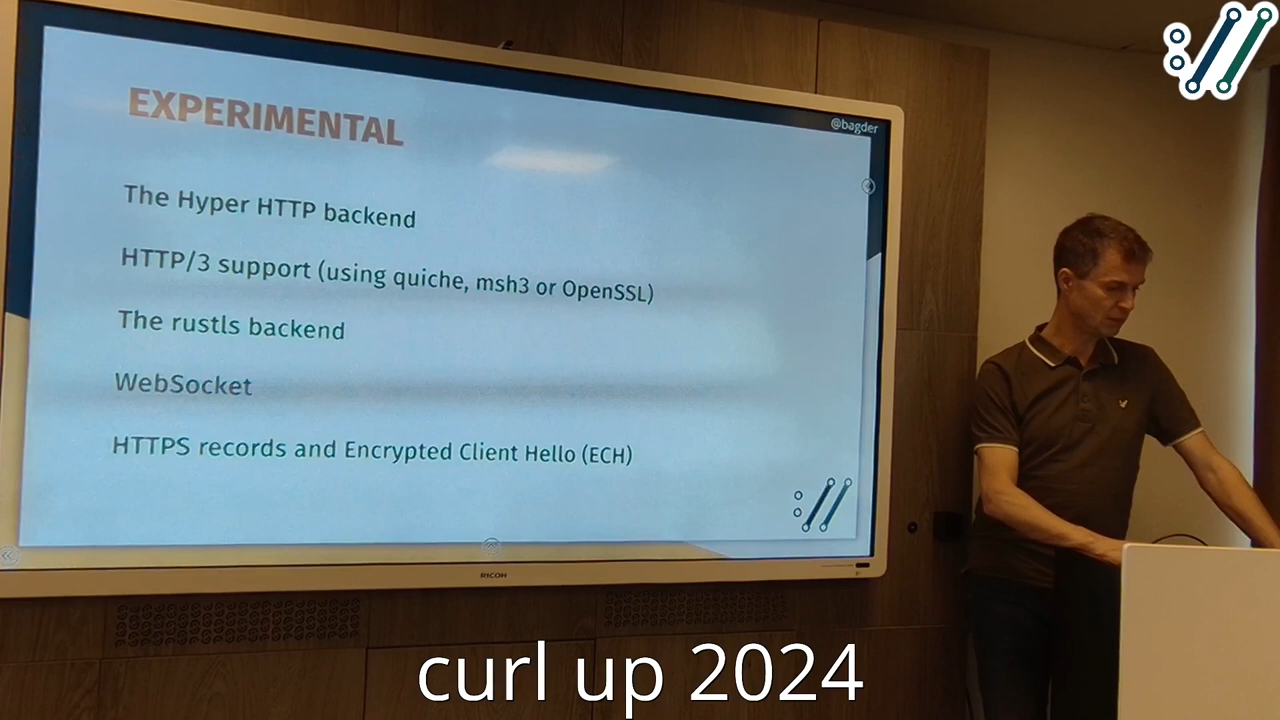 EXPERIMENTAL
@bagder
The Hyper HTTP backend
HTTP/3 support (using quiche, msh3 or OpenSSL)
The rustls backend
WebSocket
HTTPS records and Encrypted Client Hello (ECH)
RICOH
curl up 2024